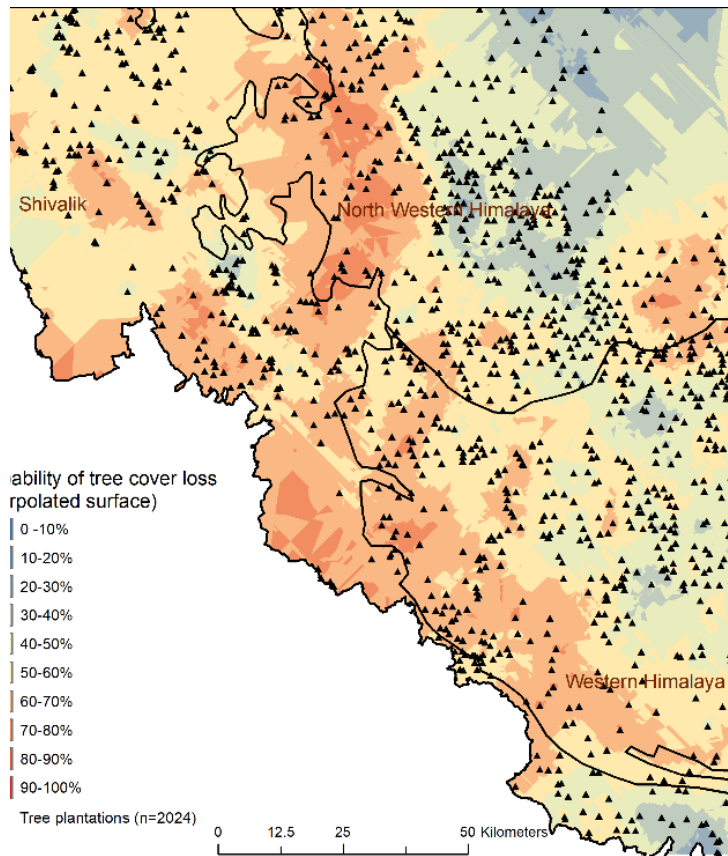 Shivalik
North Western Himalaya
ability of tree cover loss
rpolated surface)
0 -10%
10-20%
20-30%
30-40%
40-50%
50-60%
60-70%
70-80%
80-90%
90-100%
Western Himalaya
Tree plantations (n=2024)
0 12.5 25 50 Kilometers